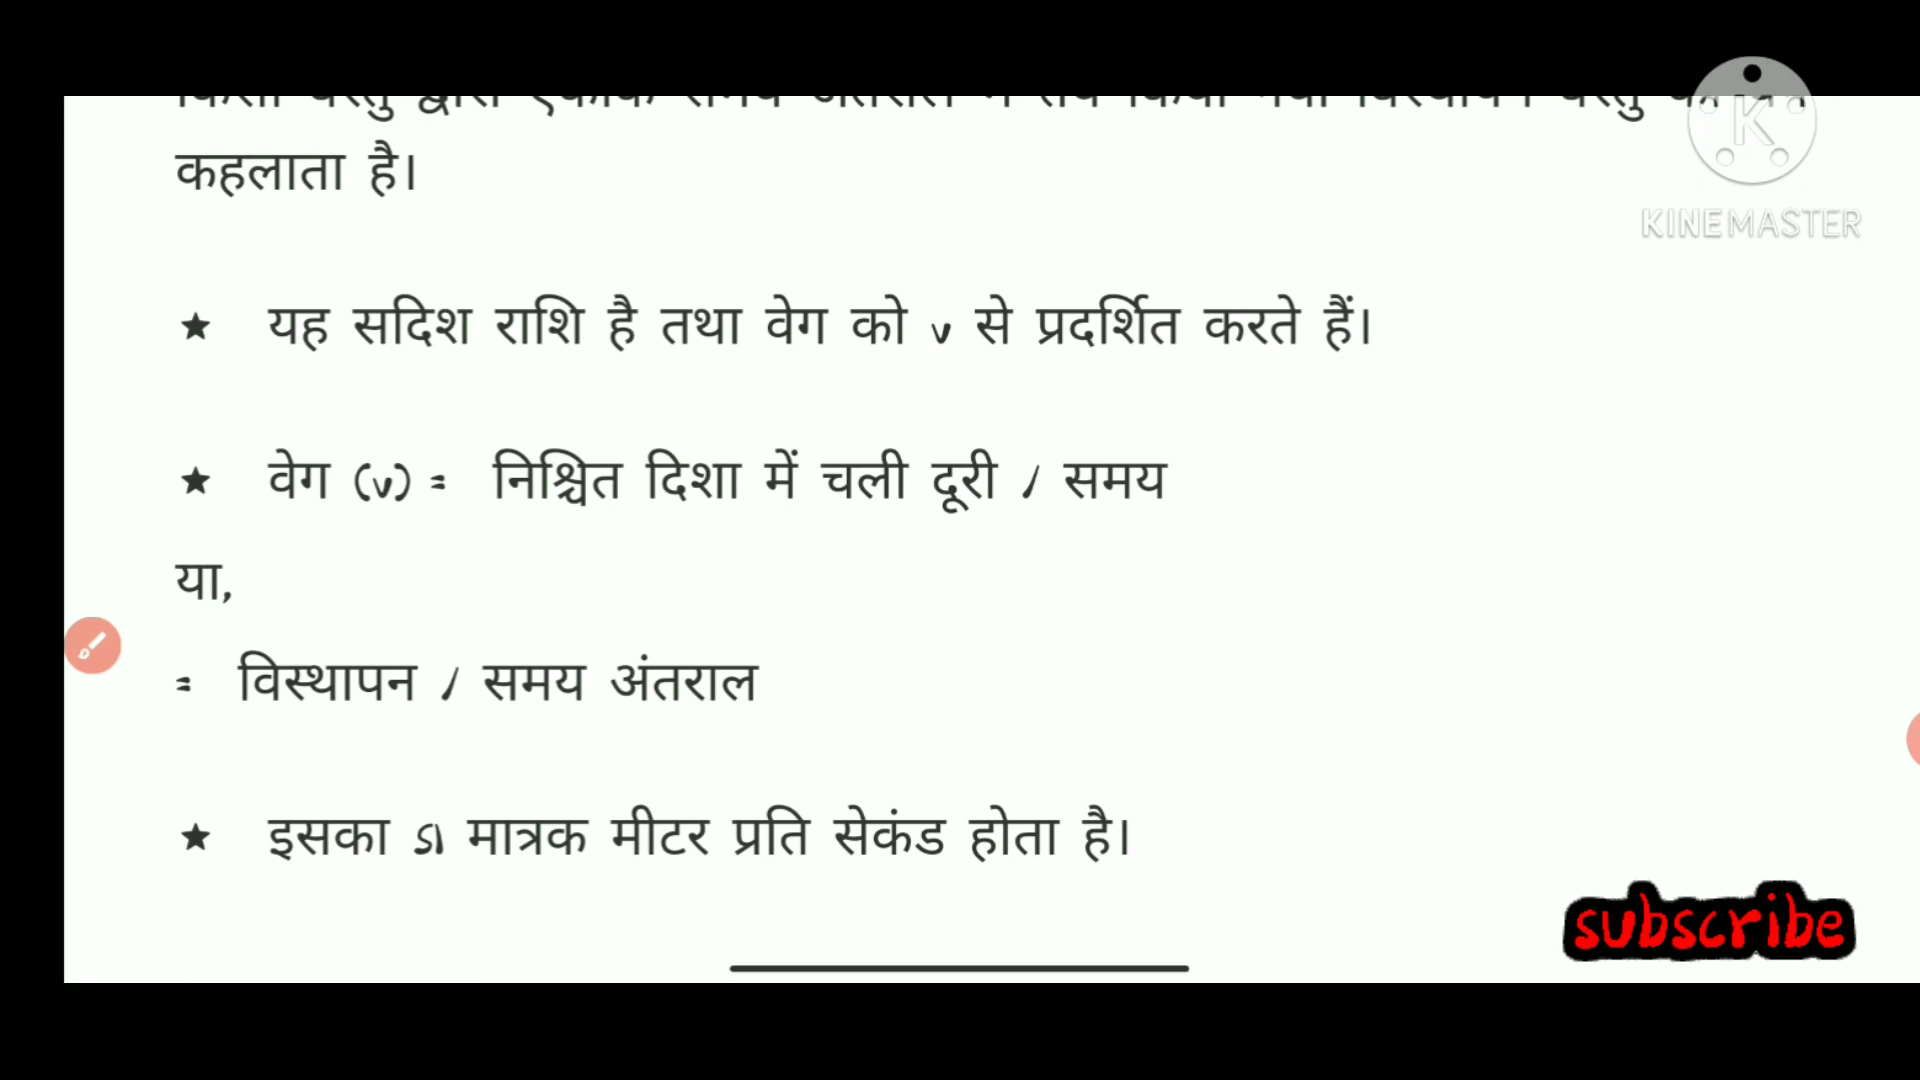 कहलाता है।
KINEMASTER
★ यह सदिश राशि है तथा वेग को v से प्रदर्शित करते हैं।
★ वेग (v) = निश्चित दिशा में चली दूरी / समय
या,
= विस्थापन / समय अंतराल
★ इसका SI मात्रक मीटर प्रति सेकंड होता है।
subscribe